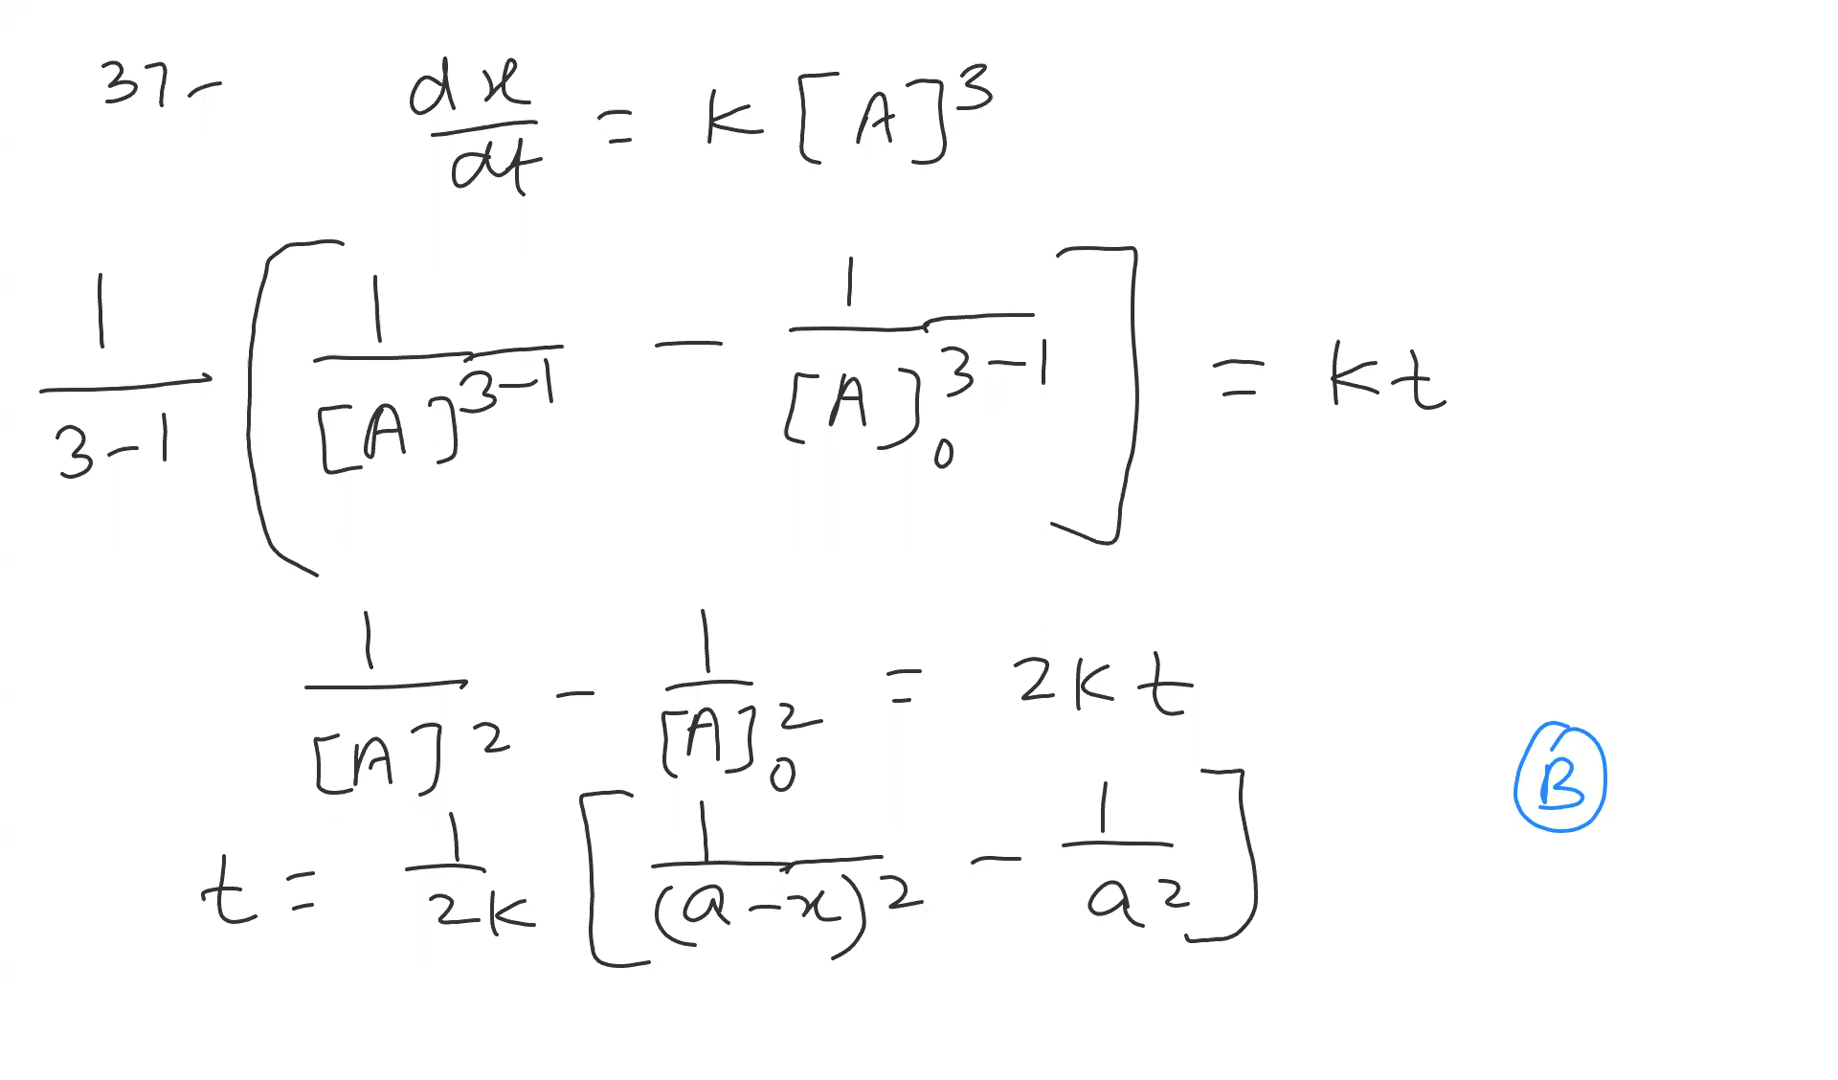 37- dx/dt = K [A]^3
1/(3-1) [ 1/[A]^(3-1) - 1/[A]_0^(3-1) ] = Kt
1/[A]^2 - 1/[A]_0^2 = 2Kt
t = 1/2K [ 1/(a-x)^2 - 1/a^2 ]
B